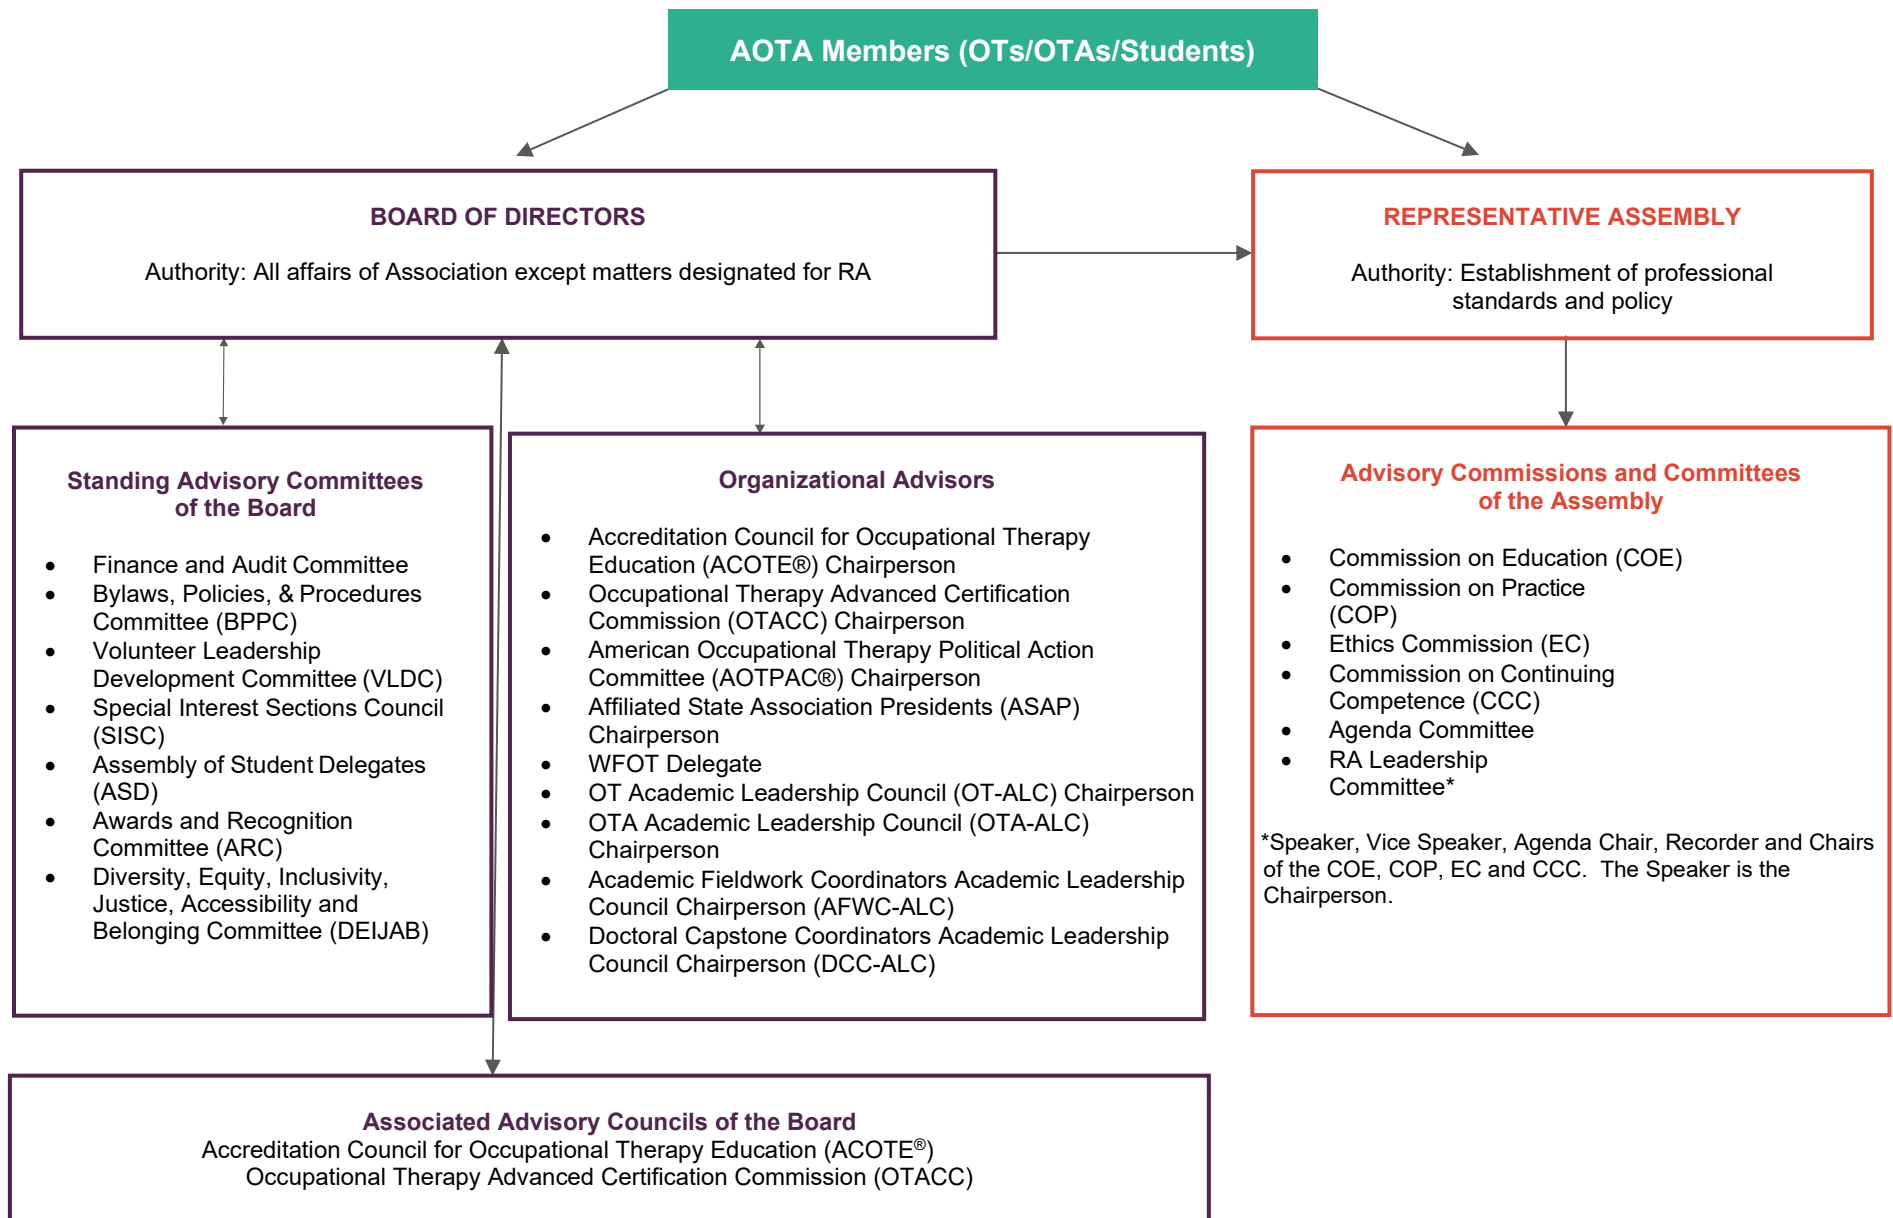 AOTA Members (OTs/OTAs/Students)
BOARD OF DIRECTORS
Authority: All affairs of Association except matters designated for RA
REPRESENTATIVE ASSEMBLY
Authority: Establishment of professional
standards and policy
Standing Advisory Committees
of the Board
• Finance and Audit Committee
• Bylaws, Policies, & Procedures
Committee (BPPC)
• Volunteer Leadership
Development Committee (VLDC)
• Special Interest Sections Council
(SISC)
• Assembly of Student Delegates
(ASD)
• Awards and Recognition
Committee (ARC)
• Diversity, Equity, Inclusivity,
Justice, Accessibility and
Belonging Committee (DEIJAB)
Organizational Advisors
• Accreditation Council for Occupational Therapy
Education (ACOTE®) Chairperson
• Occupational Therapy Advanced Certification
Commission (OTACC) Chairperson
• American Occupational Therapy Political Action
Committee (AOTPAC®) Chairperson
• Affiliated State Association Presidents (ASAP)
Chairperson
• WFOT Delegate
• OT Academic Leadership Council (OT-ALC) Chairperson
• OTA Academic Leadership Council (OTA-ALC)
Chairperson
• Academic Fieldwork Coordinators Academic Leadership
Council Chairperson (AFWC-ALC)
• Doctoral Capstone Coordinators Academic Leadership
Council Chairperson (DCC-ALC)
Advisory Commissions and Committees
of the Assembly
• Commission on Education (COE)
• Commission on Practice
(COP)
• Ethics Commission (EC)
• Commission on Continuing
Competence (CCC)
• Agenda Committee
• RA Leadership
Committee*
*Speaker, Vice Speaker, Agenda Chair, Recorder and Chairs
of the COE, COP, EC and CCC. The Speaker is the
Chairperson.
Associated Advisory Councils of the Board
Accreditation Council for Occupational Therapy Education (ACOTE®)
Occupational Therapy Advanced Certification Commission (OTACC)